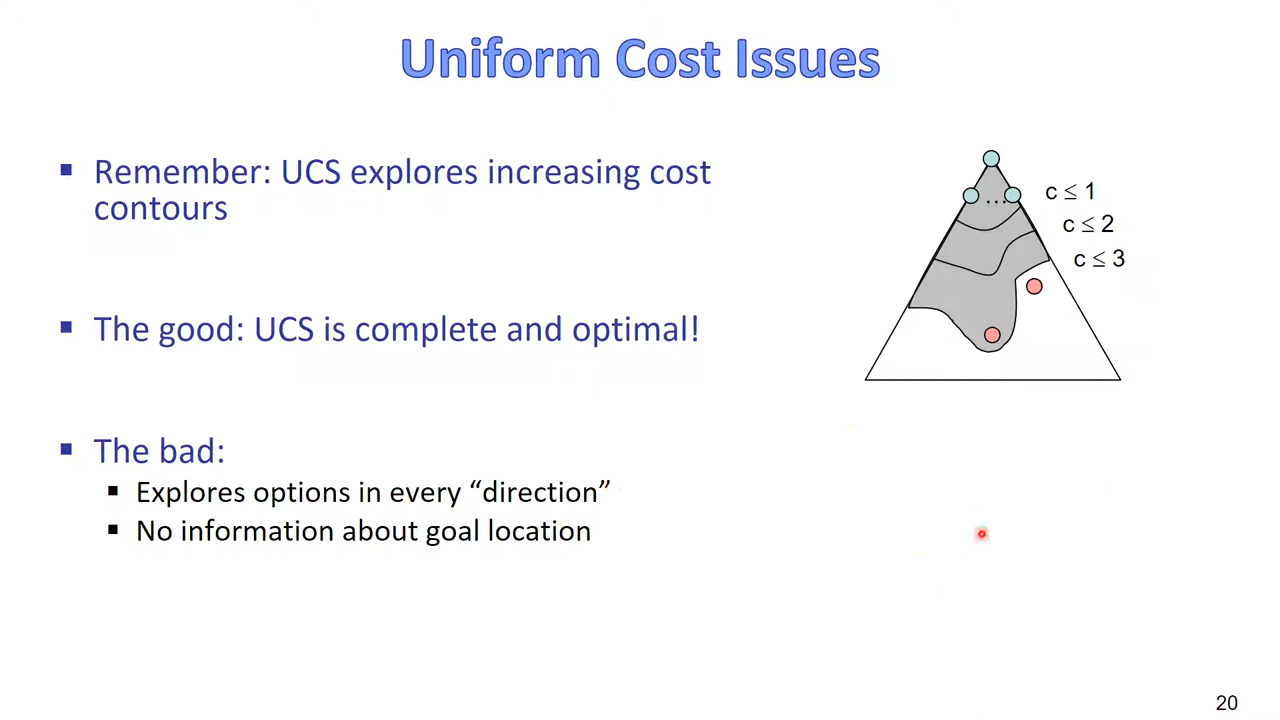 Uniform Cost Issues
Remember: UCS explores increasing cost
contours
The good: UCS is complete and optimal!
The bad:
Explores options in every “direction”
No information about goal location
…
c ≤ 1
c ≤ 2
c ≤ 3
20